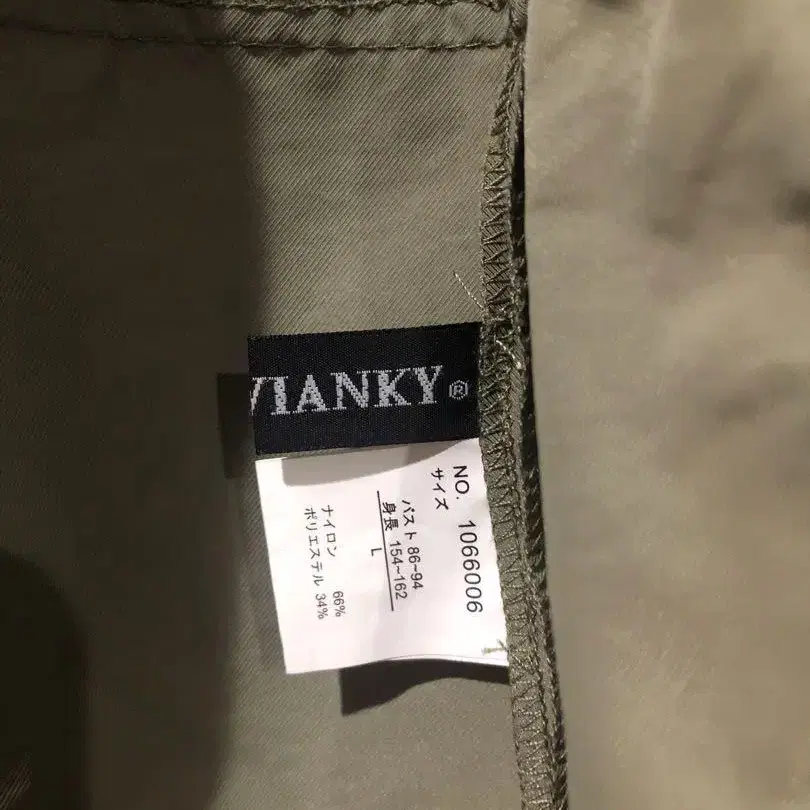 VIANKY®
NO. 1066006
サイズ
バスト 86~94
身長 154~162
L
ナイロン 66%
ポリエステル 34%